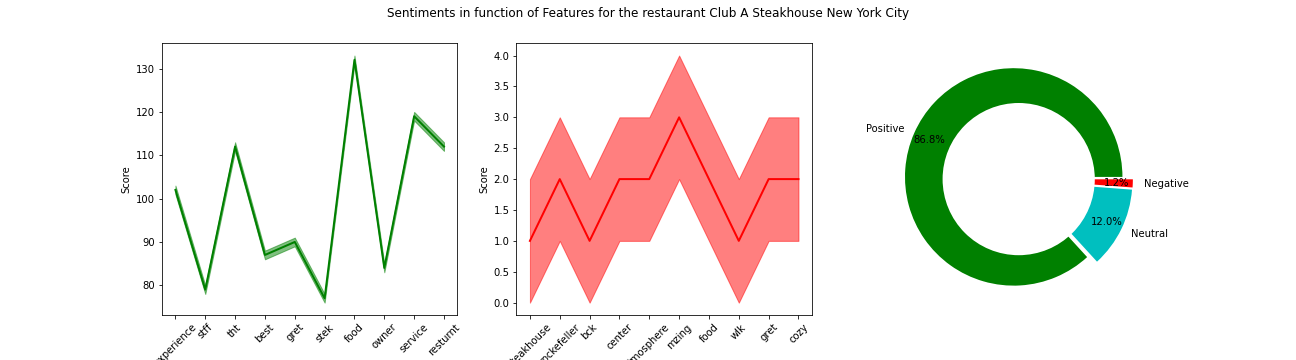 Sentiments in function of Features for the restaurant Club A Steakhouse New York City
Score
130
120
110
100
90
80
xperience
stff
tht
best
gret
stek
food
owner
service
resturnt
Score
4.0
3.5
3.0
2.5
2.0
1.5
1.0
0.5
0.0
eakhouse
ckefeller
bck
center
mosphere
mzing
food
wlk
gret
cozy
Positive
86.8%
1.2%
Negative
12.0%
Neutral